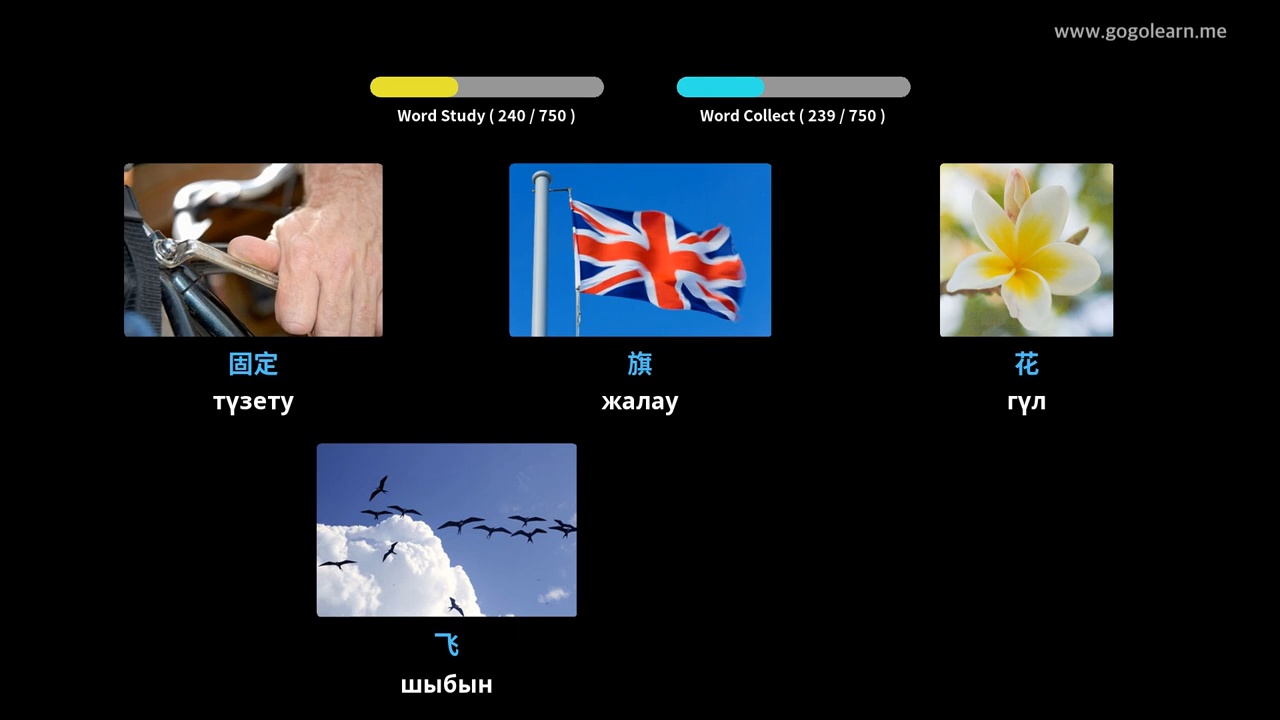 www.gogolearn.me
Word Study ( 240 / 750 )
Word Collect ( 239 / 750 )
固定
түзету
旗
жалау
花
гүл
飞
шыбын